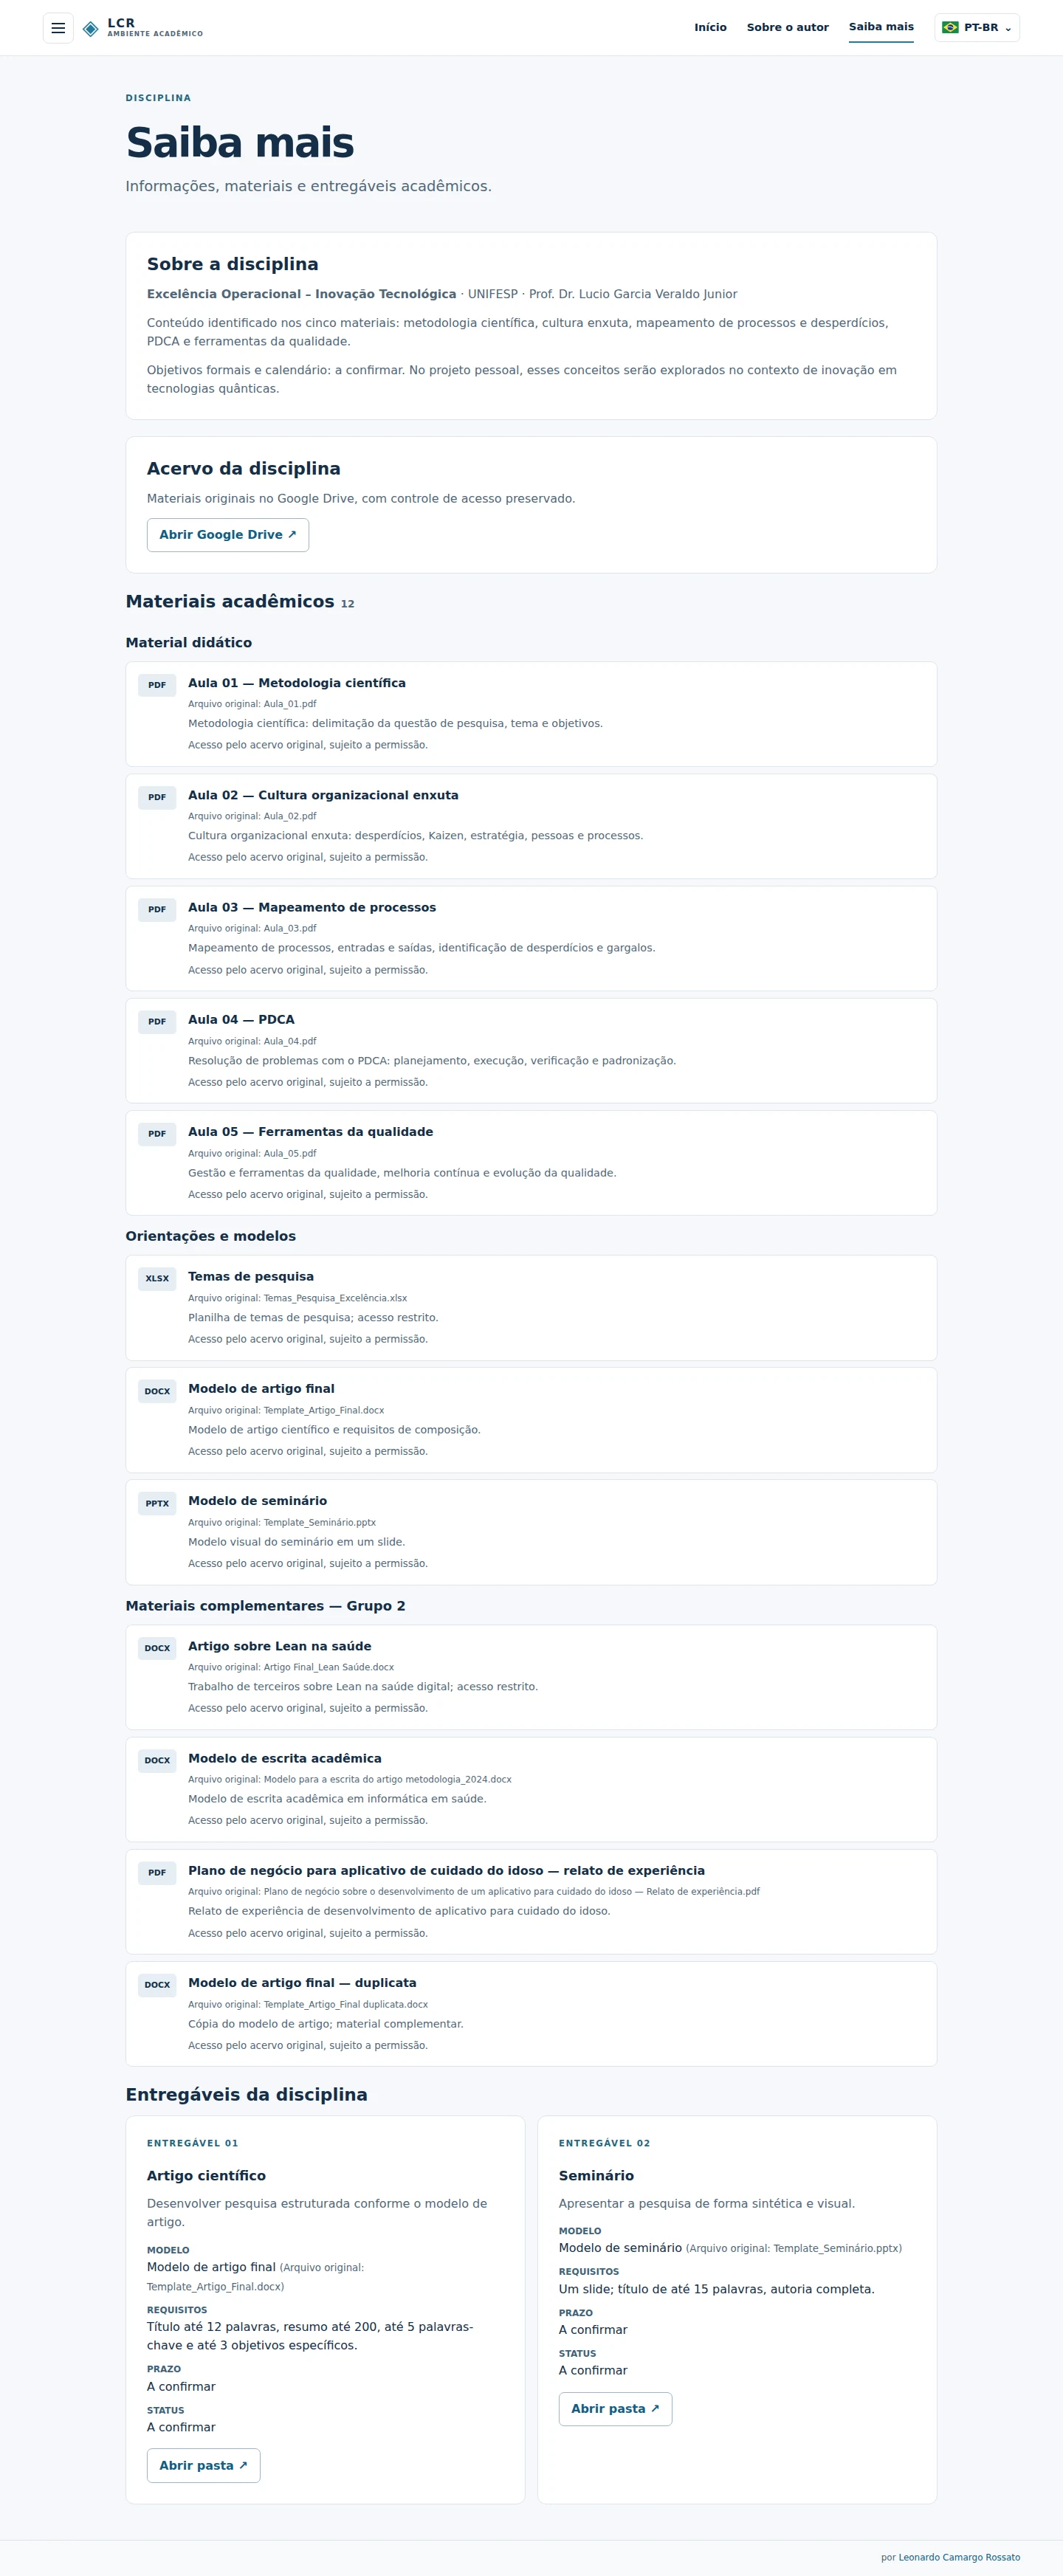 LCR
AMBIENTE ACADÊMICO
Início
Sobre o autor
Saiba mais
PT-BR
DISCIPLINA
Saiba mais
Informações, materiais e entregáveis acadêmicos.
Sobre a disciplina
Excelência Operacional – Inovação Tecnológica · UNIFESP · Prof. Dr. Lucio Garcia Veraldo Junior
Conteúdo identificado nos cinco materiais: metodologia científica, cultura enxuta, mapeamento de processos e desperdícios,
PDCA e ferramentas da qualidade.
Objetivos formais e calendário: a confirmar. No projeto pessoal, esses conceitos serão explorados no contexto de inovação em
tecnologias quânticas.
Acervo da disciplina
Materiais originais no Google Drive, com controle de acesso preservado.
Abrir Google Drive ↗
Materiais acadêmicos 12
Material didático
PDF
Aula 01 — Metodologia científica
Arquivo original: Aula_01.pdf
Metodologia científica: delimitação da questão de pesquisa, tema e objetivos.
Acesso pelo acervo original, sujeito a permissão.
PDF
Aula 02 — Cultura organizacional enxuta
Arquivo original: Aula_02.pdf
Cultura organizacional enxuta: desperdícios, Kaizen, estratégia, pessoas e processos.
Acesso pelo acervo original, sujeito a permissão.
PDF
Aula 03 — Mapeamento de processos
Arquivo original: Aula_03.pdf
Mapeamento de processos, entradas e saídas, identificação de desperdícios e gargalos.
Acesso pelo acervo original, sujeito a permissão.
PDF
Aula 04 — PDCA
Arquivo original: Aula_04.pdf
Resolução de problemas com o PDCA: planejamento, execução, verificação e padronização.
Acesso pelo acervo original, sujeito a permissão.
PDF
Aula 05 — Ferramentas da qualidade
Arquivo original: Aula_05.pdf
Gestão e ferramentas da qualidade, melhoria contínua e evolução da qualidade.
Acesso pelo acervo original, sujeito a permissão.
Orientações e modelos
XLSX
Temas de pesquisa
Arquivo original: Temas_Pesquisa_Excelência.xlsx
Planilha de temas de pesquisa; acesso restrito.
Acesso pelo acervo original, sujeito a permissão.
DOCX
Modelo de artigo final
Arquivo original: Template_Artigo_Final.docx
Modelo de artigo científico e requisitos de composição.
Acesso pelo acervo original, sujeito a permissão.
PPTX
Modelo de seminário
Arquivo original: Template_Seminário.pptx
Modelo visual do seminário em um slide.
Acesso pelo acervo original, sujeito a permissão.
Materiais complementares — Grupo 2
DOCX
Artigo sobre Lean na saúde
Arquivo original: Artigo Final_Lean Saúde.docx
Trabalho de terceiros sobre Lean na saúde digital; acesso restrito.
Acesso pelo acervo original, sujeito a permissão.
DOCX
Modelo de escrita acadêmica
Arquivo original: Modelo para a escrita do artigo metodologia_2024.docx
Modelo de escrita acadêmica em informática em saúde.
Acesso pelo acervo original, sujeito a permissão.
PDF
Plano de negócio para aplicativo de cuidado do idoso — relato de experiência
Arquivo original: Plano de negócio sobre o desenvolvimento de um aplicativo para cuidado do idoso — Relato de experiência.pdf
Relato de experiência de desenvolvimento de aplicativo para cuidado do idoso.
Acesso pelo acervo original, sujeito a permissão.
DOCX
Modelo de artigo final — duplicata
Arquivo original: Template_Artigo_Final duplicata.docx
Cópia do modelo de artigo; material complementar.
Acesso pelo acervo original, sujeito a permissão.
Entregáveis da disciplina
ENTREGÁVEL 01
Artigo científico
Desenvolver pesquisa estruturada conforme o modelo de
artigo.
MODELO
Modelo de artigo final (Arquivo original:
Template_Artigo_Final.docx)
REQUISITOS
Título até 12 palavras, resumo até 200, até 5 palavras-
chave e até 3 objetivos específicos.
PRAZO
A confirmar
STATUS
A confirmar
Abrir pasta ↗
ENTREGÁVEL 02
Seminário
Apresentar a pesquisa de forma sintética e visual.
MODELO
Modelo de seminário (Arquivo original: Template_Seminário.pptx)
REQUISITOS
Um slide; título de até 15 palavras, autoria completa.
PRAZO
A confirmar
STATUS
A confirmar
Abrir pasta ↗
por Leonardo Camargo Rossato